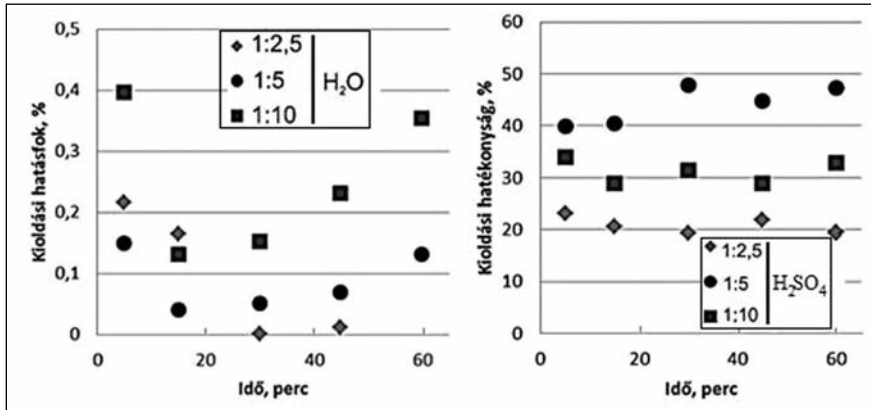 Kioldási hatásfok, %
0,5
0,4
0,3
0,2
0,1
0
1:2,5
1:5
1:10
H₂O
0 20 40 60
Idő, perc
Kioldási hatékonyság, %
60
50
40
30
20
10
0
1:2,5
1:5
1:10
H₂SO₄
0 20 40 60
Idő, perc